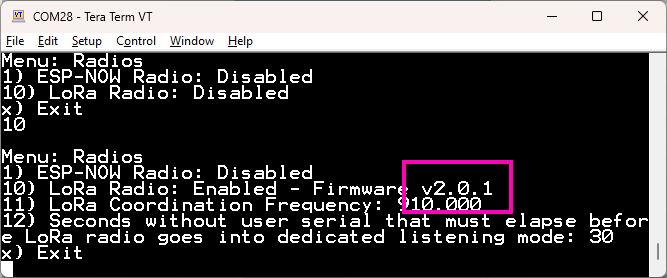 COM28 - Tera Term VT
File Edit Setup Control Window Help
Menu: Radios
1) ESP-NOW Radio: Disabled
10) LoRa Radio: Disabled
x) Exit
10
Menu: Radios
1) ESP-NOW Radio: Disabled
10) LoRa Radio: Enabled - Firmware v2.0.1
11) LoRa Coordination Frequency: 910.000
12) Seconds without user serial that must elapse befor
e LoRa radio goes into dedicated listening mode: 30
x) Exit